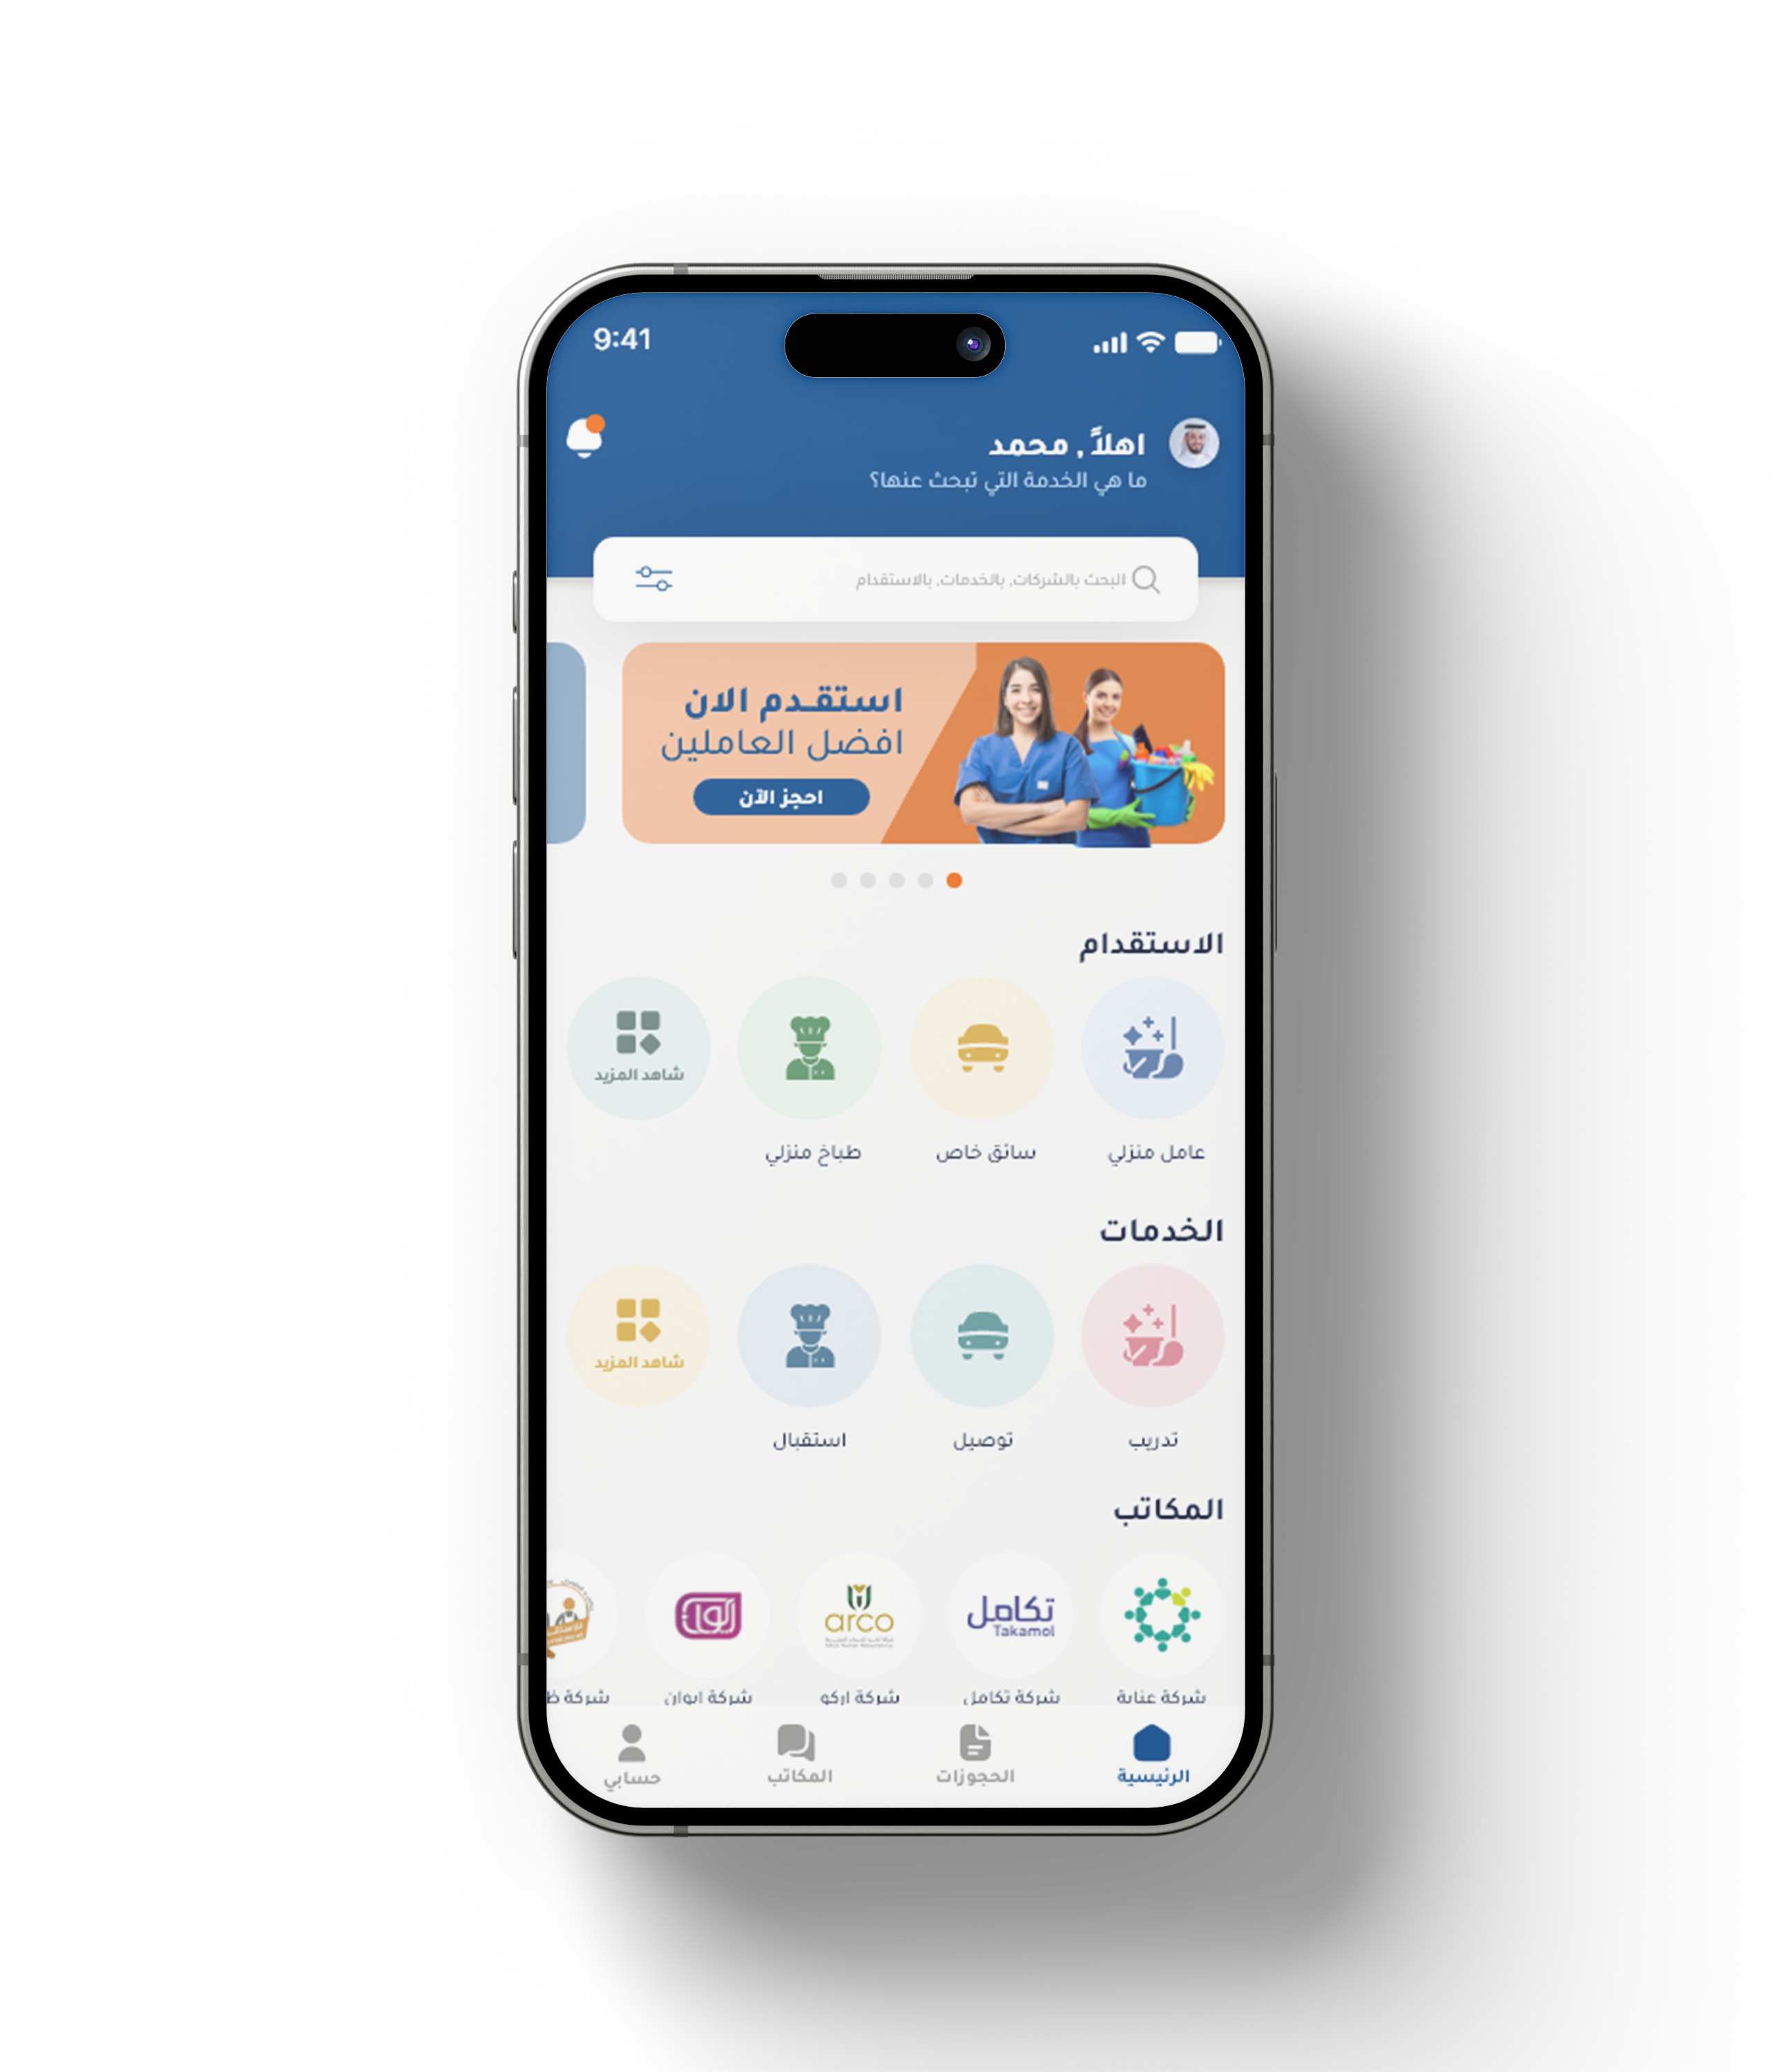 9:41
اهلاً , محمد
ما هي الخدمة التي تبحث عنها؟
البحث بالشركات, بالخدمات, بالاستقدام
استقـدم الان
افضل العاملين
احجز الآن
الاستقدام
شاهد المزيد
عامل منزلي
سائق خاص
طباخ منزلي
الخدمات
شاهد المزيد
تدريب
توصيل
استقبال
المكاتب
تكامل
Takamol
arco
شركة عناية
شركة تكامل
شركة اركو
شركة ايوان
شركة
الرئيسية
الحجوزات
المكاتب
حسابي